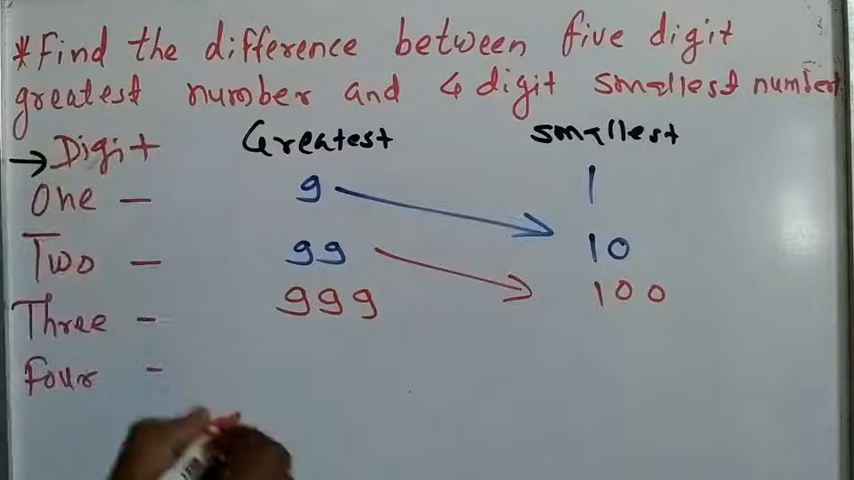 *Find the difference between five digit
greatest number and 4 digit smallest number.
→ Digit Greatest smallest
One - 9 1
Two - 99 10
Three - 999 100
Four -